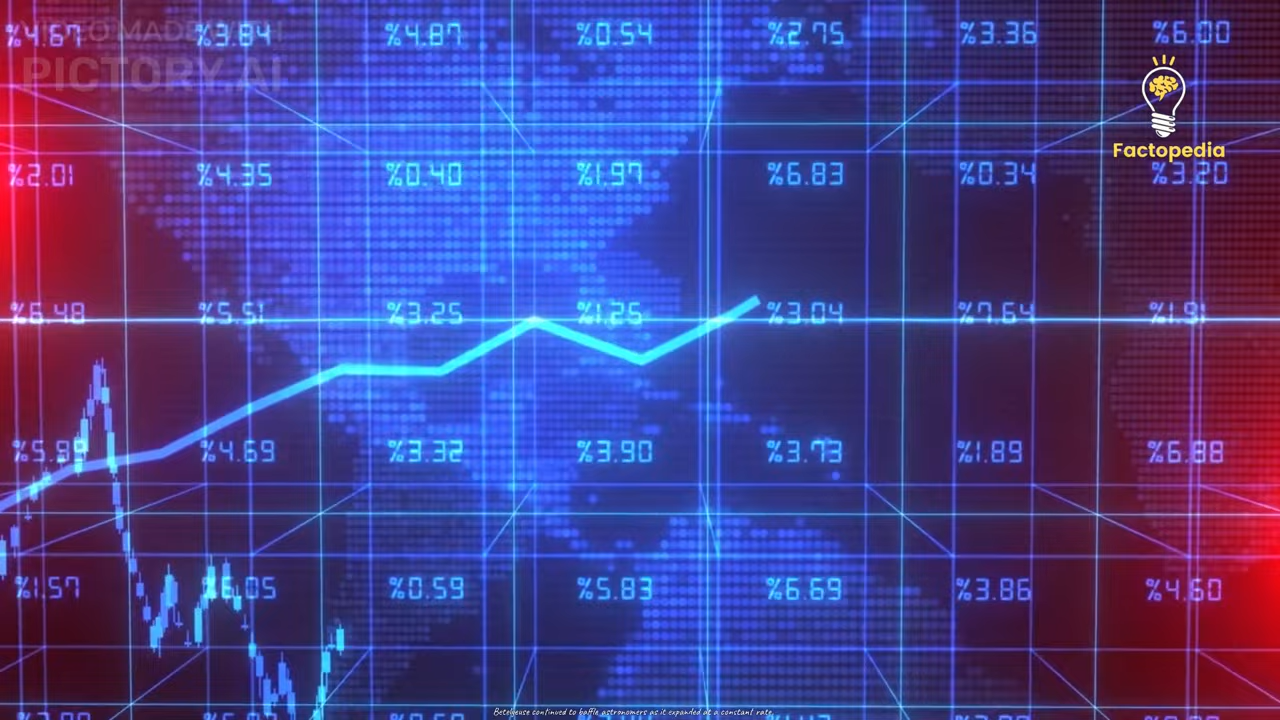 VIDEO MADE WITH
PICTORY.AI
%4.67 %3.84 %4.87 %0.54 %2.75 %3.36 %6.00
Factopedia
%2.01 %4.35 %0.40 %1.97 %6.83 %0.34 %3.20
%6.48 %5.51 %3.25 %1.25 %3.04 %7.64 %1.91
%4.69 %3.32 %3.90 %3.73 %1.89 %6.88
%1.57 %0.59 %5.83 %6.69 %3.86 %4.60
Betelgeuse continued to baffle astronomers as it expanded at a constant rate.